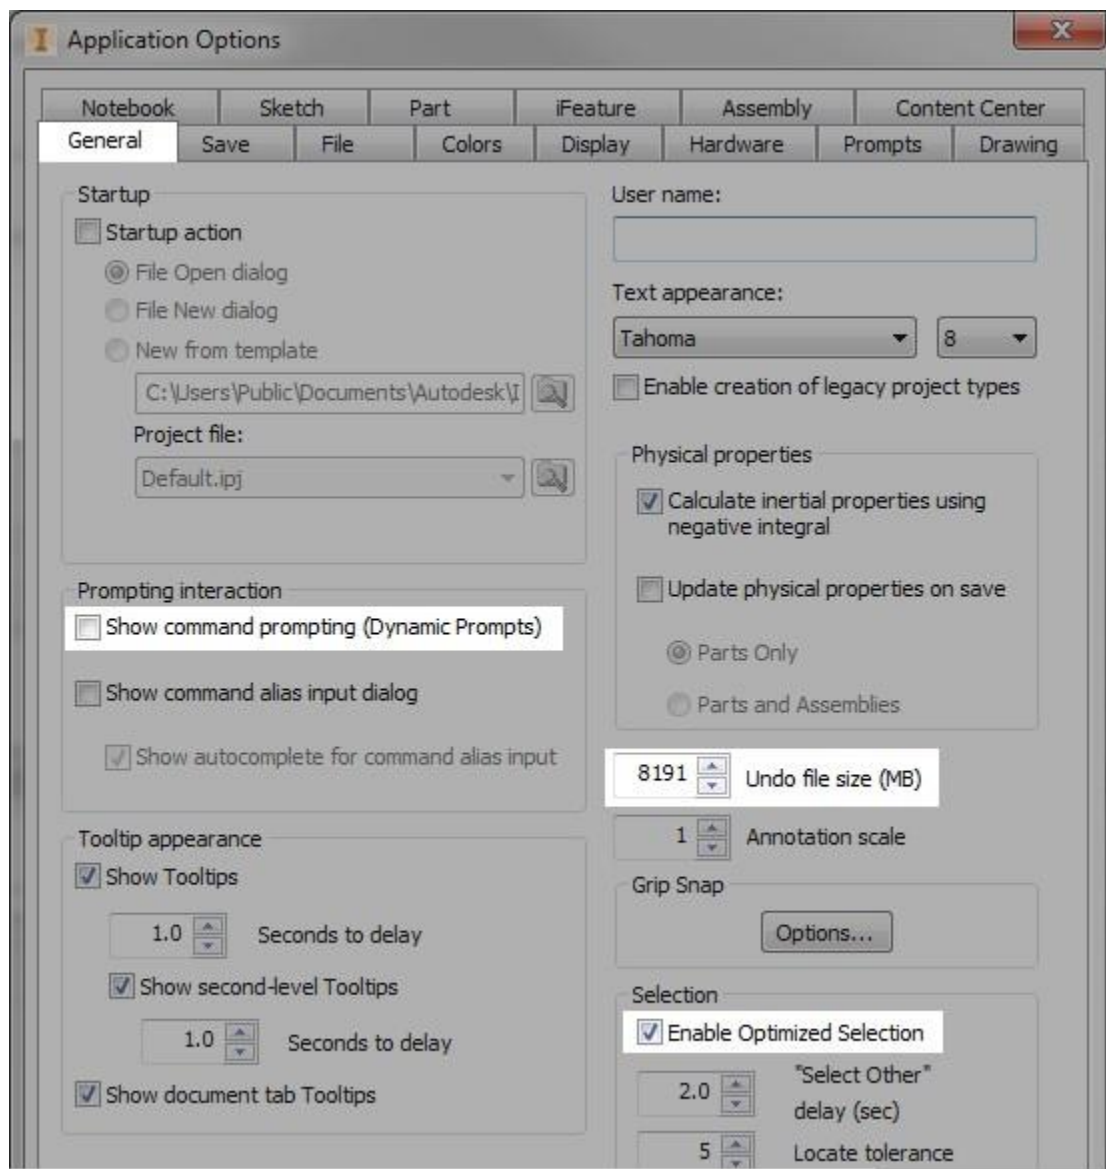 Application Options
Notebook Sketch Part iFeature Assembly Content Center
General Save File Colors Display Hardware Prompts Drawing
Startup
Startup action
File Open dialog
File New dialog
New from template
C:\Users\Public\Documents\Autodesk\I
Project file:
Default.ipj
Prompting interaction
Show command prompting (Dynamic Prompts)
Show command alias input dialog
Show autocomplete for command alias input
Tooltip appearance
Show Tooltips
1.0 Seconds to delay
Show second-level Tooltips
1.0 Seconds to delay
Show document tab Tooltips
User name:
Text appearance:
Tahoma 8
Enable creation of legacy project types
Physical properties
Calculate inertial properties using
negative integral
Update physical properties on save
Parts Only
Parts and Assemblies
8191 Undo file size (MB)
1 Annotation scale
Grip Snap
Options...
Selection
Enable Optimized Selection
2.0 "Select Other"
delay (sec)
5 Locate tolerance